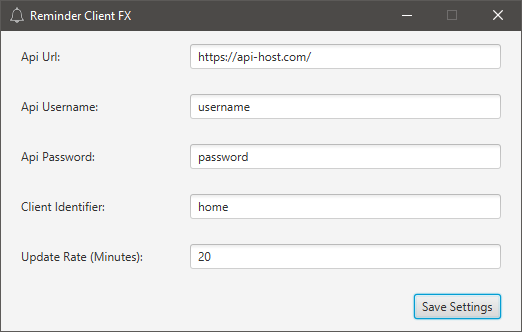 Reminder Client FX
Api Url: https://api-host.com/
Api Username: username
Api Password: password
Client Identifier: home
Update Rate (Minutes): 20
Save Settings